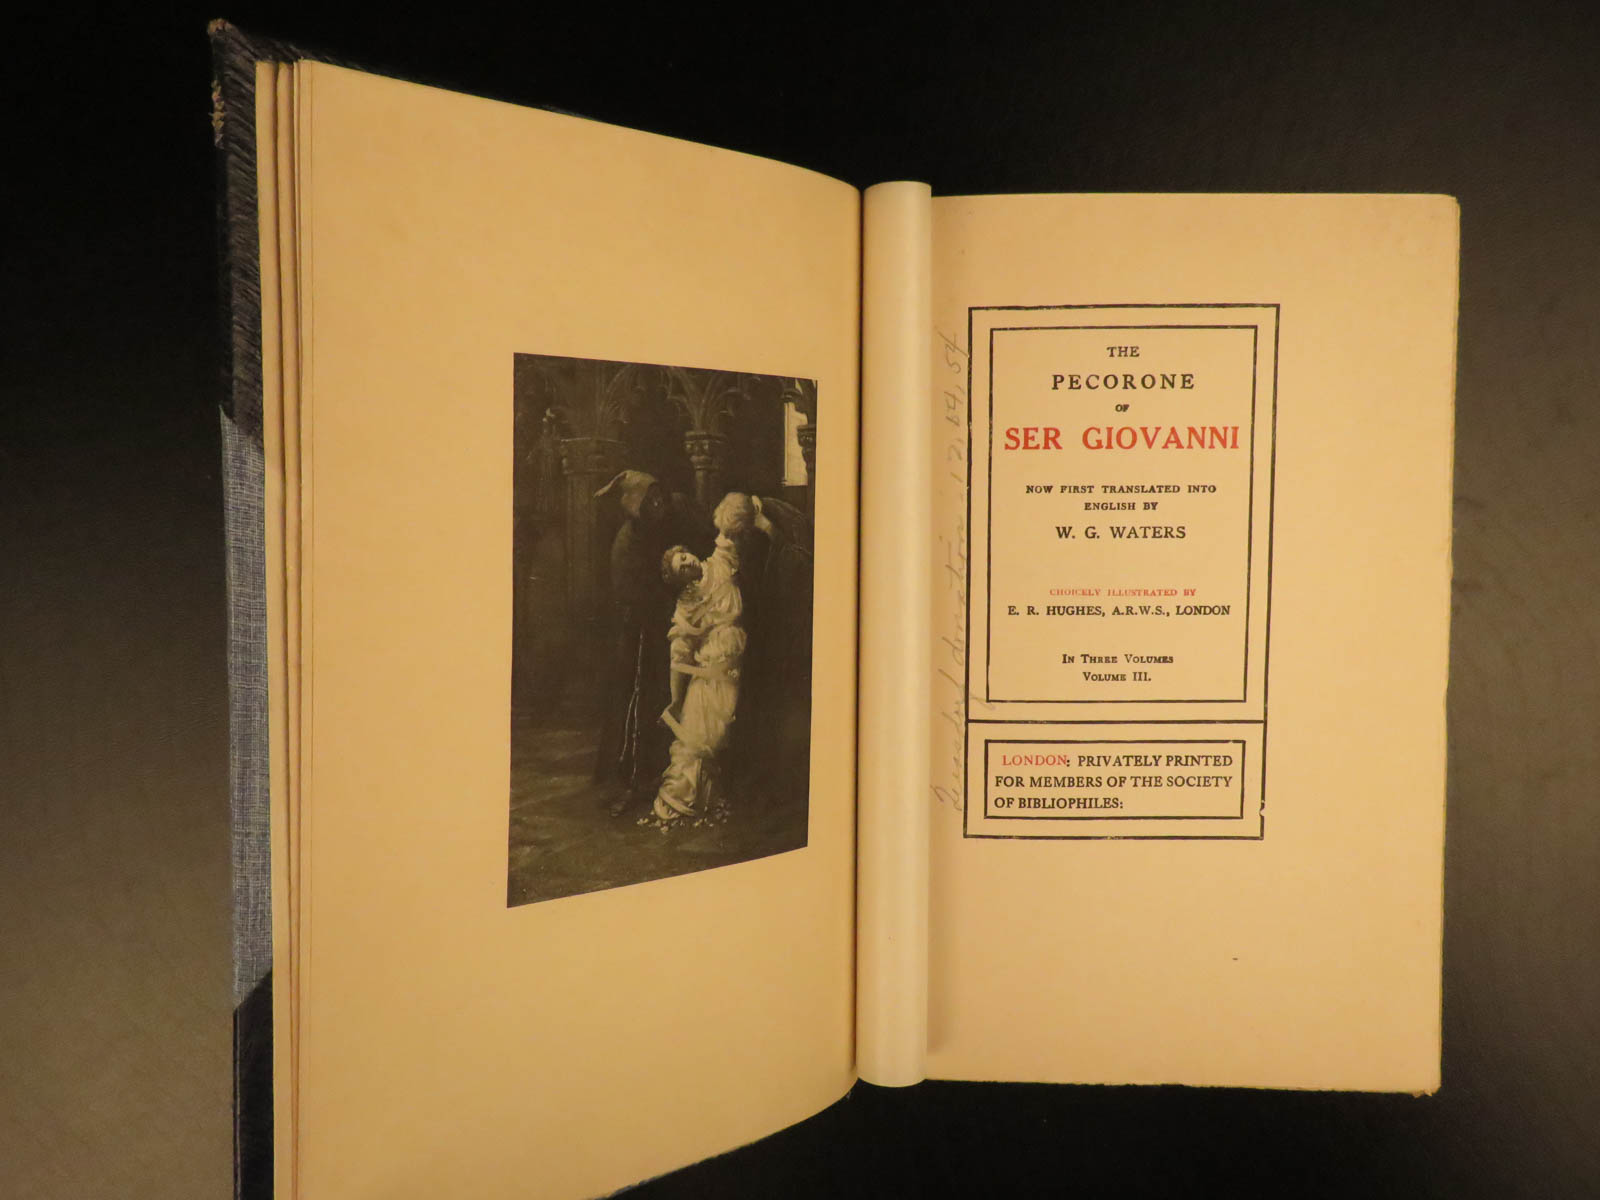 THE
PECORONE
OF
SER GIOVANNI
NOW FIRST TRANSLATED INTO
ENGLISH BY
W. G. WATERS
CHOICELY ILLUSTRATED BY
E. R. HUGHES, A.R.W.S., LONDON
IN THREE VOLUMES
VOLUME III.
LONDON: PRIVATELY PRINTED
FOR MEMBERS OF THE SOCIETY
OF BIBLIOPHILES:
donation